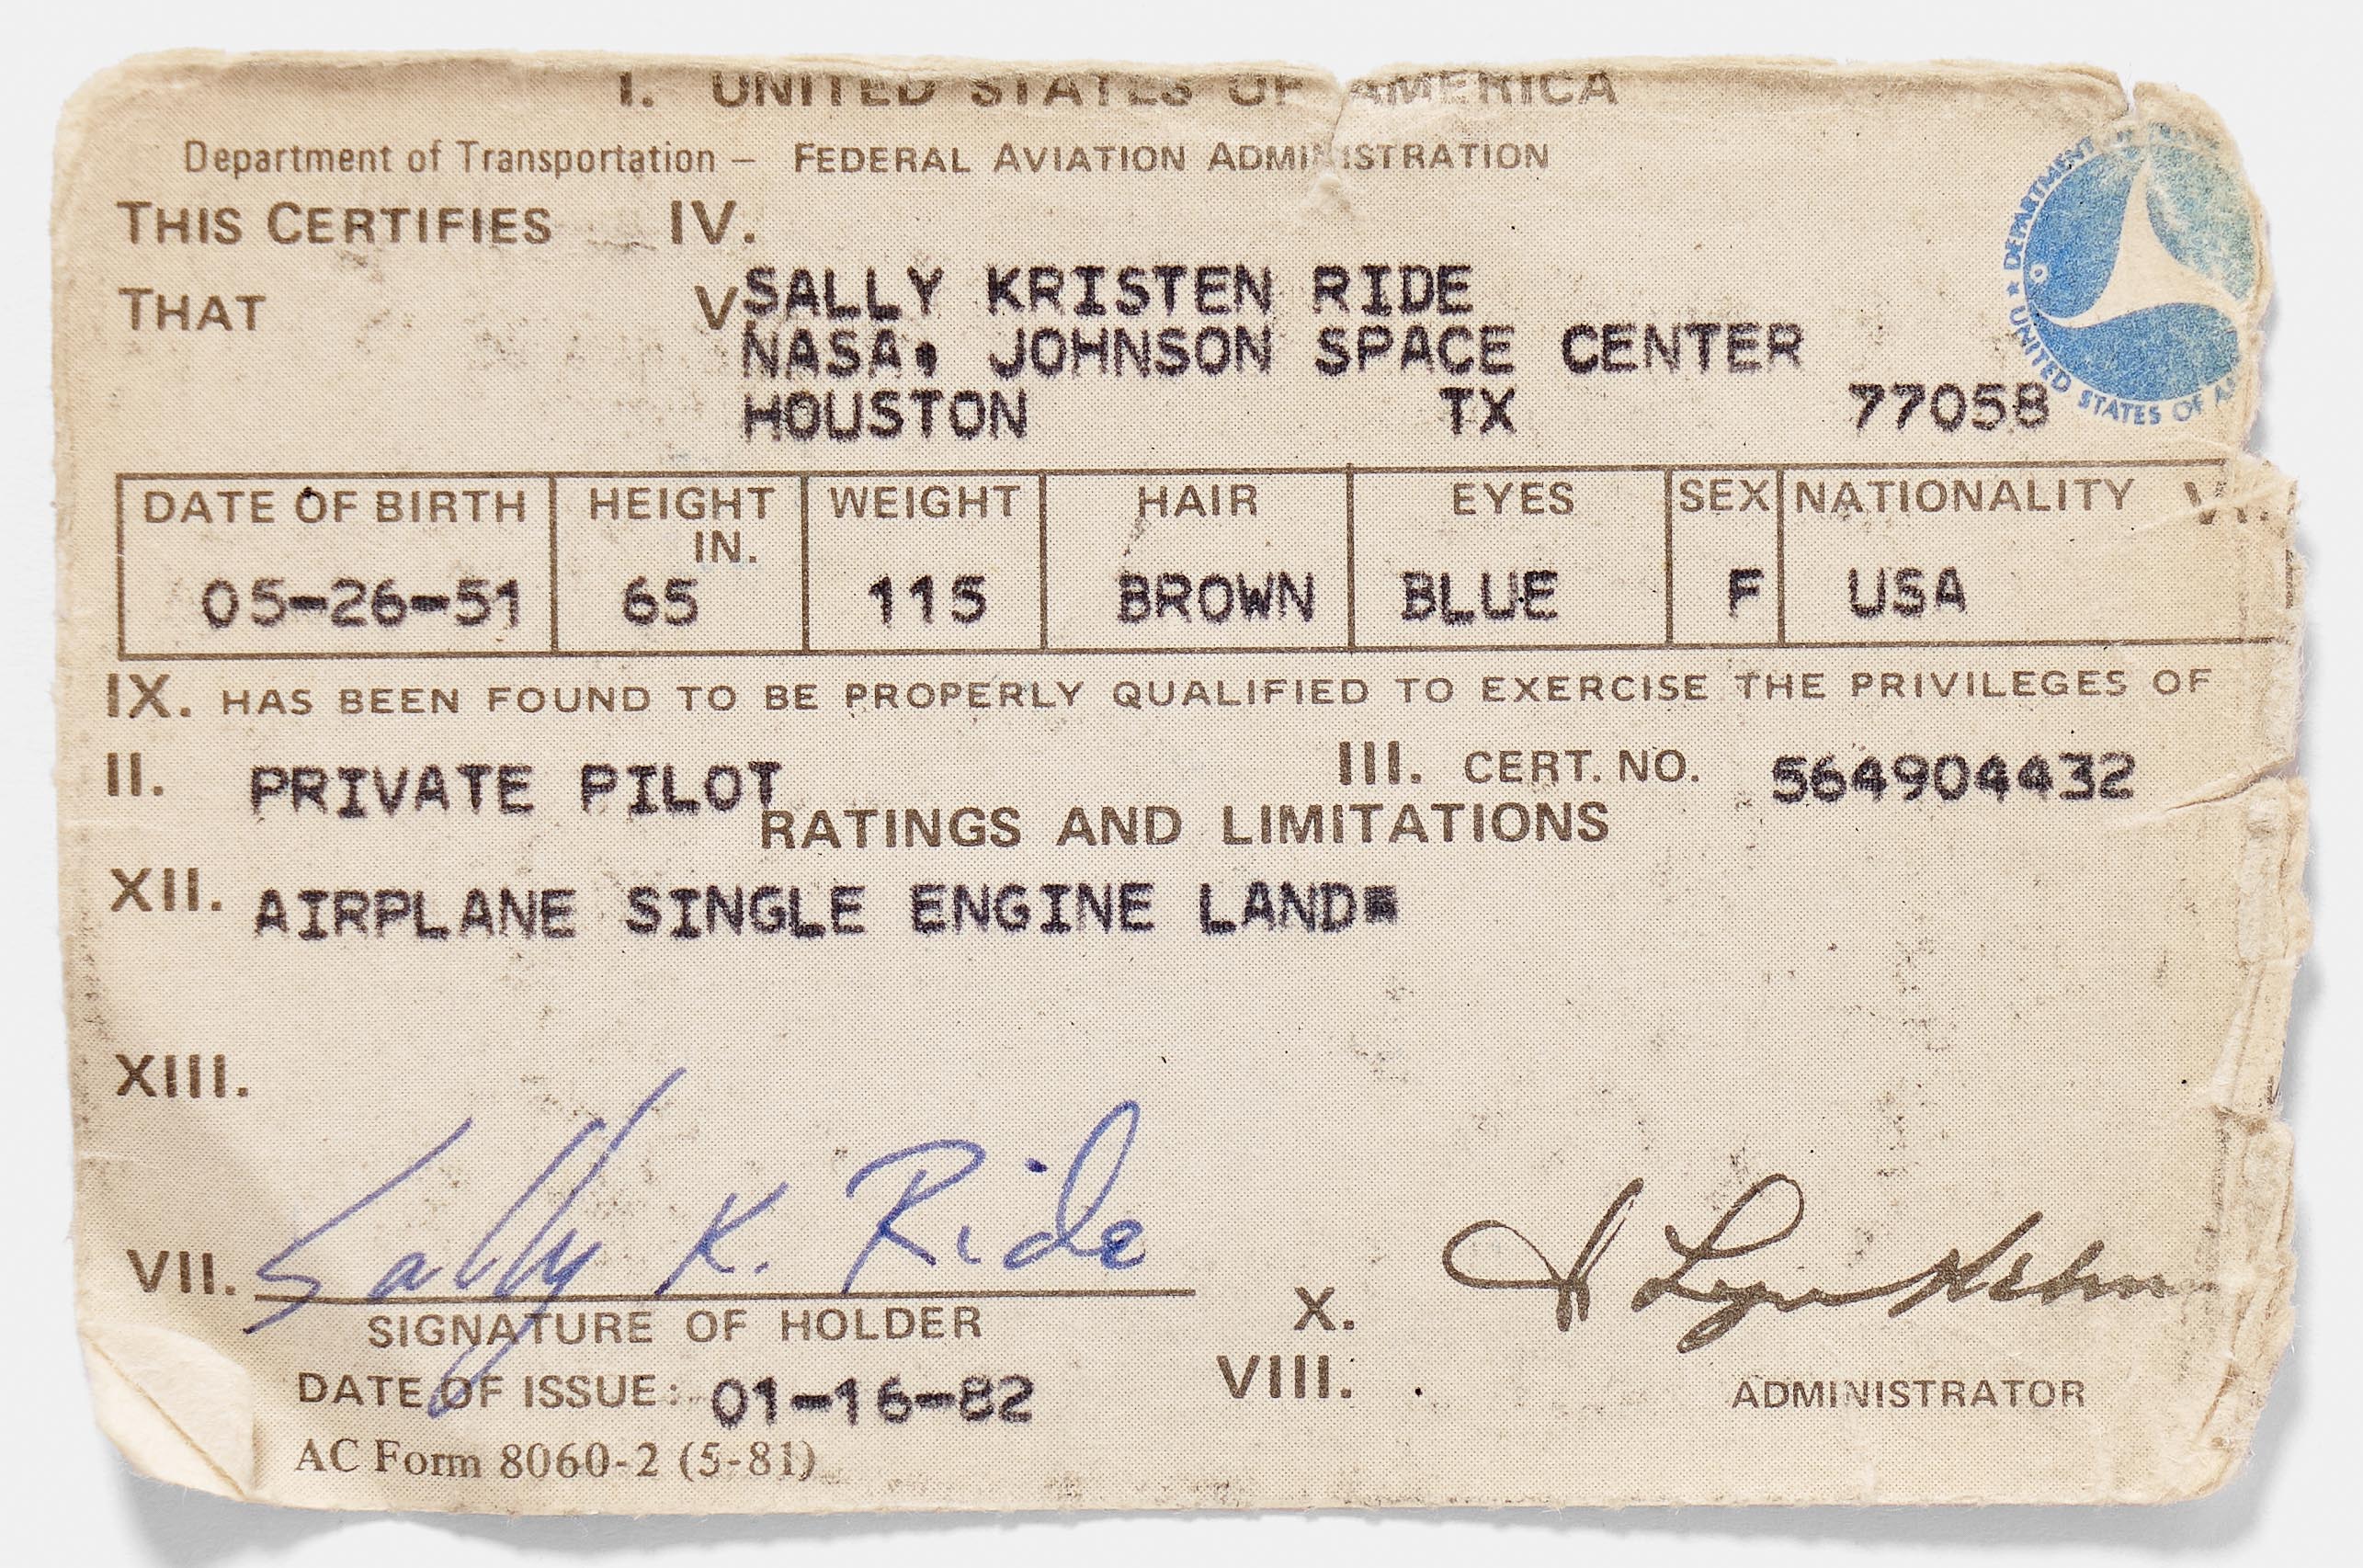 I. UNITED STATES OF AMERICA
Department of Transportation – FEDERAL AVIATION ADMINISTRATION
THIS CERTIFIES IV.
THAT V. SALLY KRISTEN RIDE
NASA, JOHNSON SPACE CENTER
HOUSTON TX 77058
★ DEPARTMENT
UNITED STATES OF
DATE OF BIRTH HEIGHT IN. WEIGHT HAIR EYES SEX NATIONALITY
05-26-51 65 115 BROWN BLUE F USA
IX. HAS BEEN FOUND TO BE PROPERLY QUALIFIED TO EXERCISE THE PRIVILEGES OF
II. PRIVATE PILOT III. CERT. NO. 564904432
RATINGS AND LIMITATIONS
XII. AIRPLANE SINGLE ENGINE LAND
XIII.
VII. Sally K. Ride
SIGNATURE OF HOLDER X.
DATE OF ISSUE: 01-16-82 VIII. ADMINISTRATOR
AC Form 8060-2 (5-81)